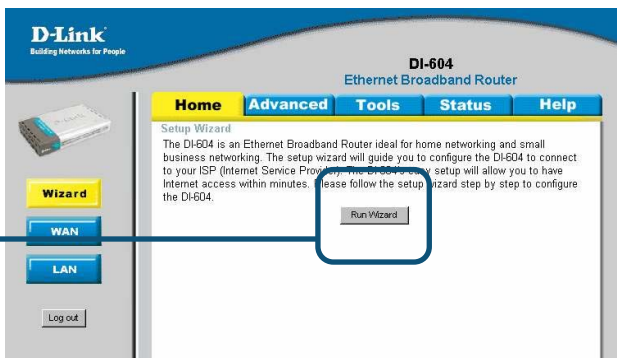 D-Link
Building Networks for People
DI-604
Ethernet Broadband Router
Home Advanced Tools Status Help
Setup Wizard
The DI-604 is an Ethernet Broadband Router ideal for home networking and small
business networking. The setup wizard will guide you to configure the DI-604 to connect
to your ISP (Internet Service Provider). The DI-604's easy setup will allow you to have
Internet access within minutes. Please follow the setup wizard step by step to configure
the DI-604.
Run Wizard
Wizard
WAN
LAN
Log out